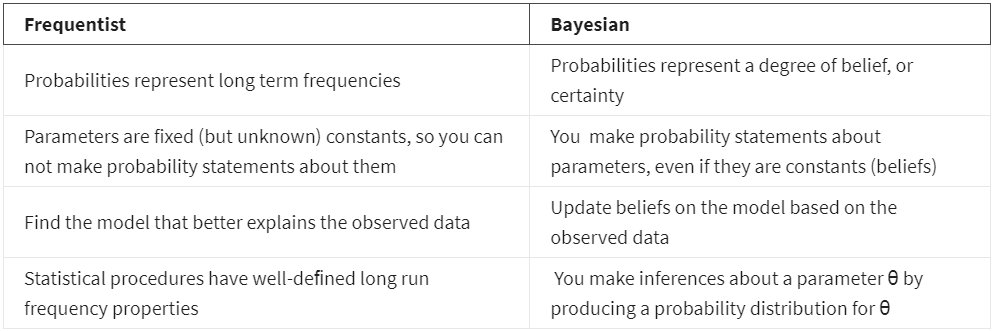 Frequentist
Bayesian
Probabilities represent long term frequencies
Probabilities represent a degree of belief, or
certainty
Parameters are fixed (but unknown) constants, so you can
not make probability statements about them
You make probability statements about
parameters, even if they are constants (beliefs)
Find the model that better explains the observed data
Update beliefs on the model based on the
observed data
Statistical procedures have well-defined long run
frequency properties
You make inferences about a parameter θ by
producing a probability distribution for θ